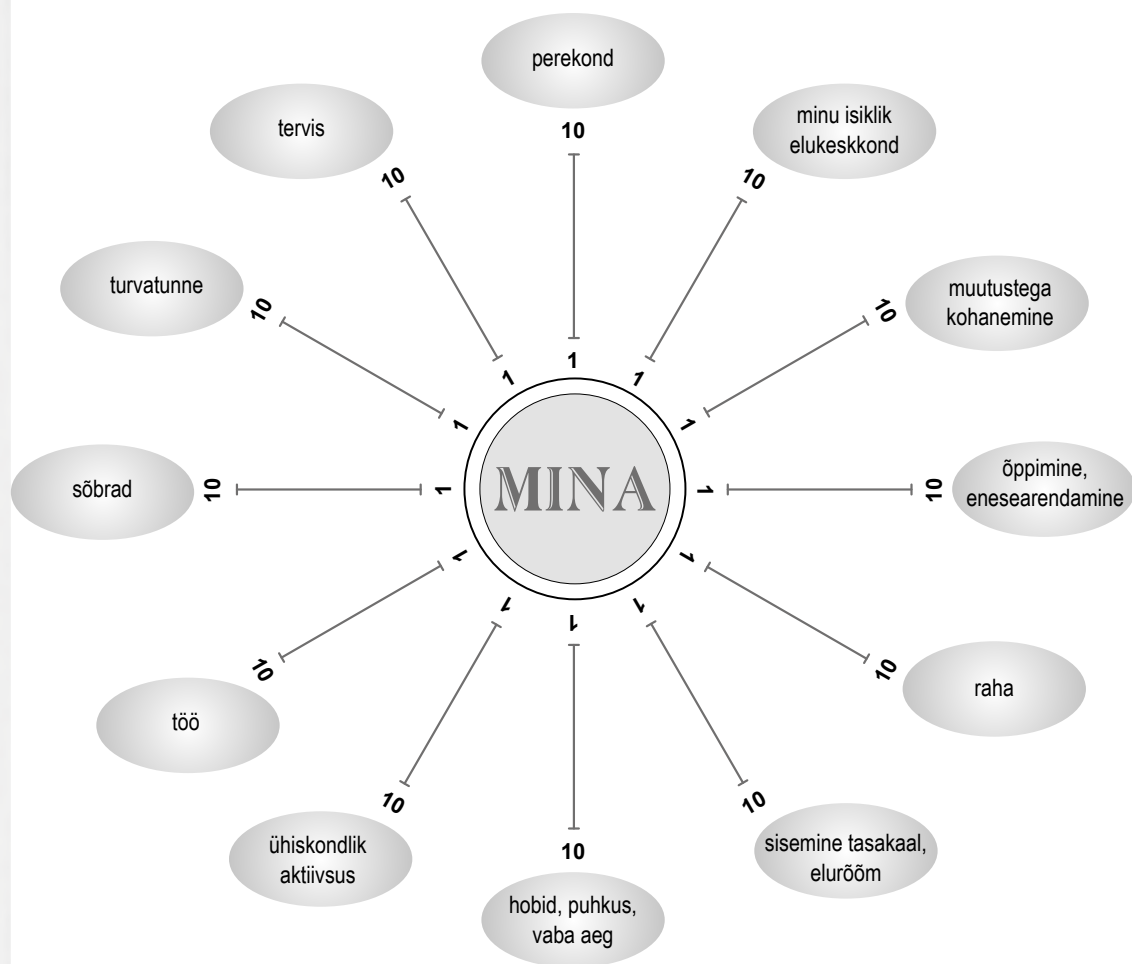 perekond
10
1
minu isiklik
elukeskkond
10
1
muutustega
kohanemine
10
1
õppimine,
enesearendamine
10
1
raha
10
1
sisemine tasakaal,
elurõõm
10
1
hobid, puhkus,
vaba aeg
10
1
ühiskondlik
aktiivsus
10
1
töö
10
1
sõbrad
10
1
turvatunne
10
1
tervis
10
1
MINA